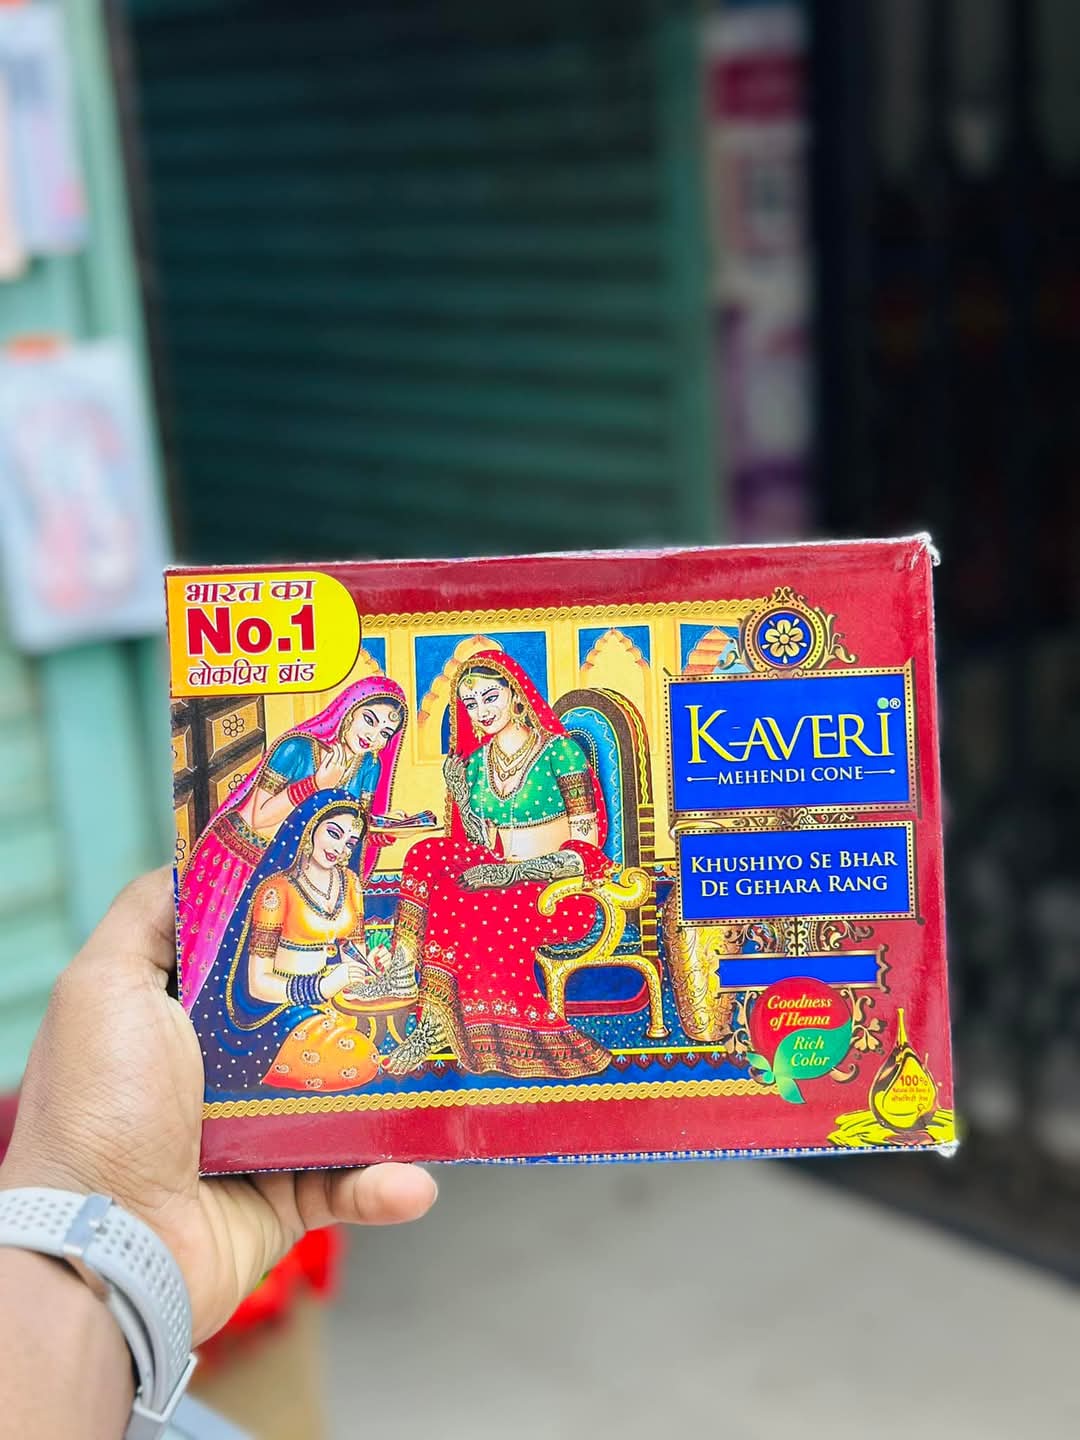 भारत का
No.1
लोकप्रिय ब्रांड
KAVERI®
MEHENDI CONE
KHUSHIYO SE BHAR
DE GEHARA RANG
Goodness
of Henna
Rich
Color
100%